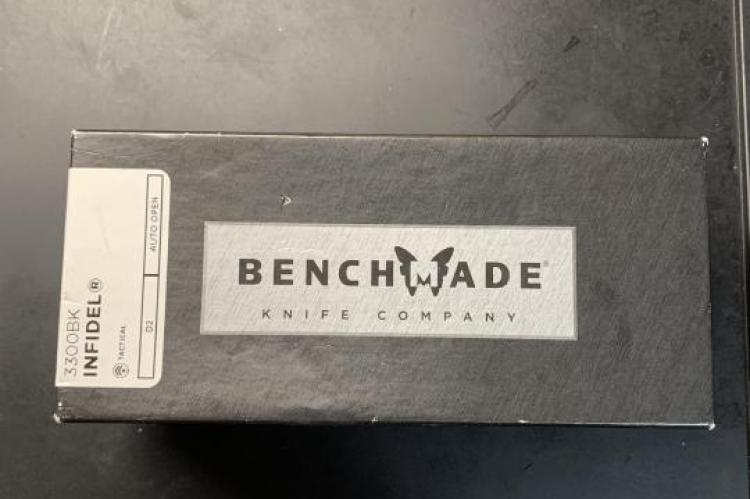 BENCHMADE®
KNIFE COMPANY
3300BK
INFIDEL®
TACTICAL
D2
AUTO OPEN